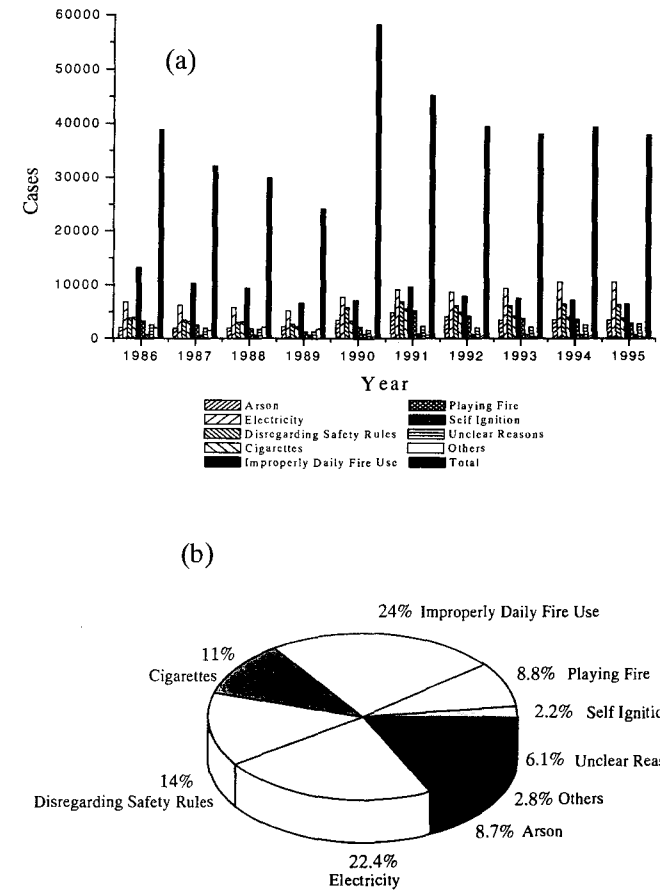 60000
(a)
50000
40000
Cases
30000
20000
10000
0
1986 1987 1988 1989 1990 1991 1992 1993 1994 1995
Year
Arson Playing Fire
Electricity Self Ignition
Disregarding Safety Rules Unclear Reasons
Cigarettes Others
Improperly Daily Fire Use Total
(b)
24% Improperly Daily Fire Use
11%
Cigarettes
8.8% Playing Fire
2.2% Self Ignitio
6.1% Unclear Reas
14%
Disregarding Safety Rules
2.8% Others
8.7% Arson
22.4%
Electricity